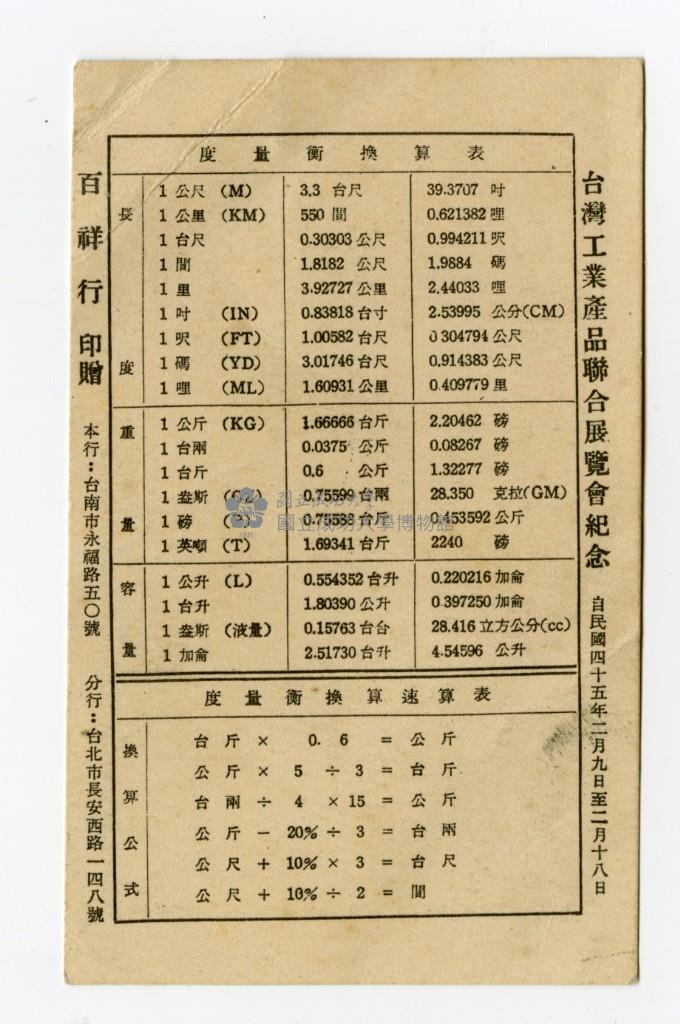 台灣工業產品聯合展覽會紀念 自民國四十五年二月九日至二月十八日
度量衡換算表
長度
1 公尺 (M) 3.3 台尺 39.3707 吋
1 公里 (KM) 550 間 0.621382 哩
1 台尺 0.30303 公尺 0.994211 呎
1 間 1.8182 公尺 1.9884 碼
1 里 3.92727 公里 2.44033 哩
1 吋 (IN) 0.83818 台寸 2.53995 公分(CM)
1 呎 (FT) 1.00582 台尺 0 304794 公尺
1 碼 (YD) 3.01746 台尺 0.914383 公尺
1 哩 (ML) 1.60931 公里 0.409779 里
重量
1 公斤 (KG) 1.66666 台斤 2.20462 磅
1 台兩 0.0375 公斤 0.08267 磅
1 台斤 0.6 公斤 1.32277 磅
1 盎斯 0.75599 台兩 28.350 克拉(GM)
1 磅 台斤 0.453592 公斤
1 英噸 (T) 1.69341 台斤 2240 磅
容量
1 公升 (L) 0.554352 台升 0.220216 加侖
1 台升 1.80390 公升 0.397250 加侖
1 盎斯 (液量) 0.15763 台台 28.416 立方公分(cc)
1 加侖 2.51730 台升 4.54596 公升
度量衡換算速算表
換算公式
台斤 × 0.6 = 公斤
公斤 × 5 ÷ 3 = 台斤
台兩 ÷ 4 × 15 = 公斤
公斤 − 20% ÷ 3 = 台兩
公尺 + 10% × 3 = 台尺
公尺 + 10% ÷ 2 = 間
百祥行 印贈 本行：台南市永福路五〇號 分行：台北市長安西路一四八號
國立成功大學博物館
1931